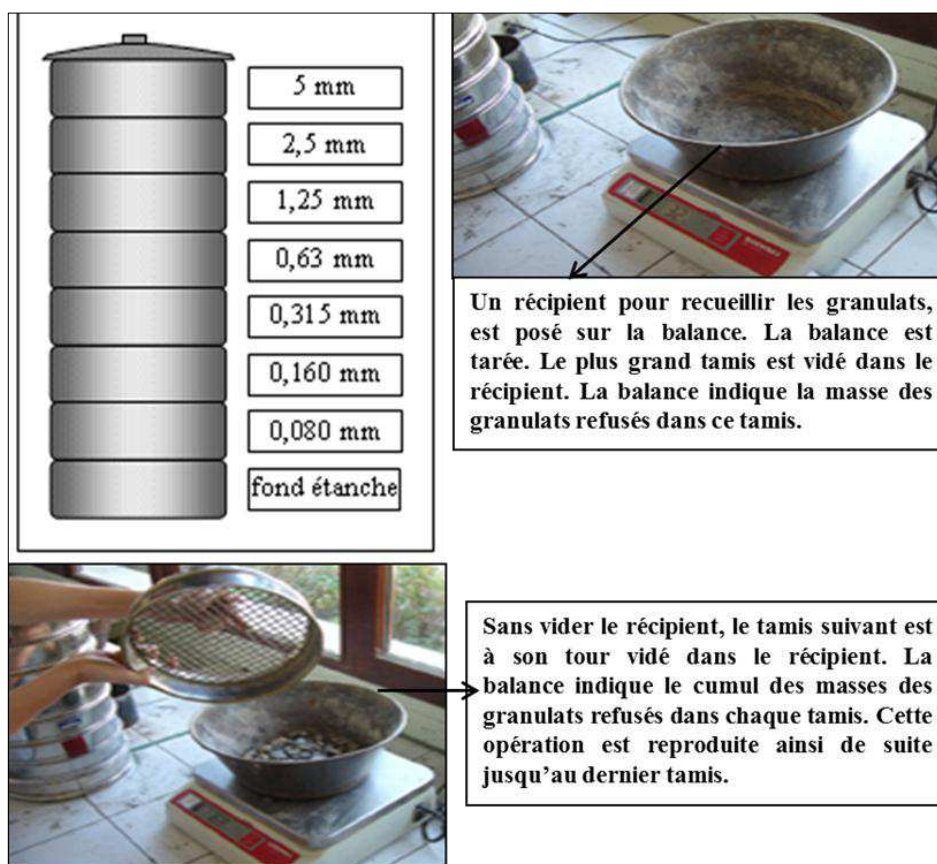 5 mm
2,5 mm
1,25 mm
0,63 mm
0,315 mm
0,160 mm
0,080 mm
fond étanche
Un récipient pour recueillir les granulats,
est posé sur la balance. La balance est
tarée. Le plus grand tamis est vidé dans le
récipient. La balance indique la masse des
granulats refusés dans ce tamis.
Sans vider le récipient, le tamis suivant est
à son tour vidé dans le récipient. La
balance indique le cumul des masses des
granulats refusés dans chaque tamis. Cette
opération est reproduite ainsi de suite
jusqu'au dernier tamis.